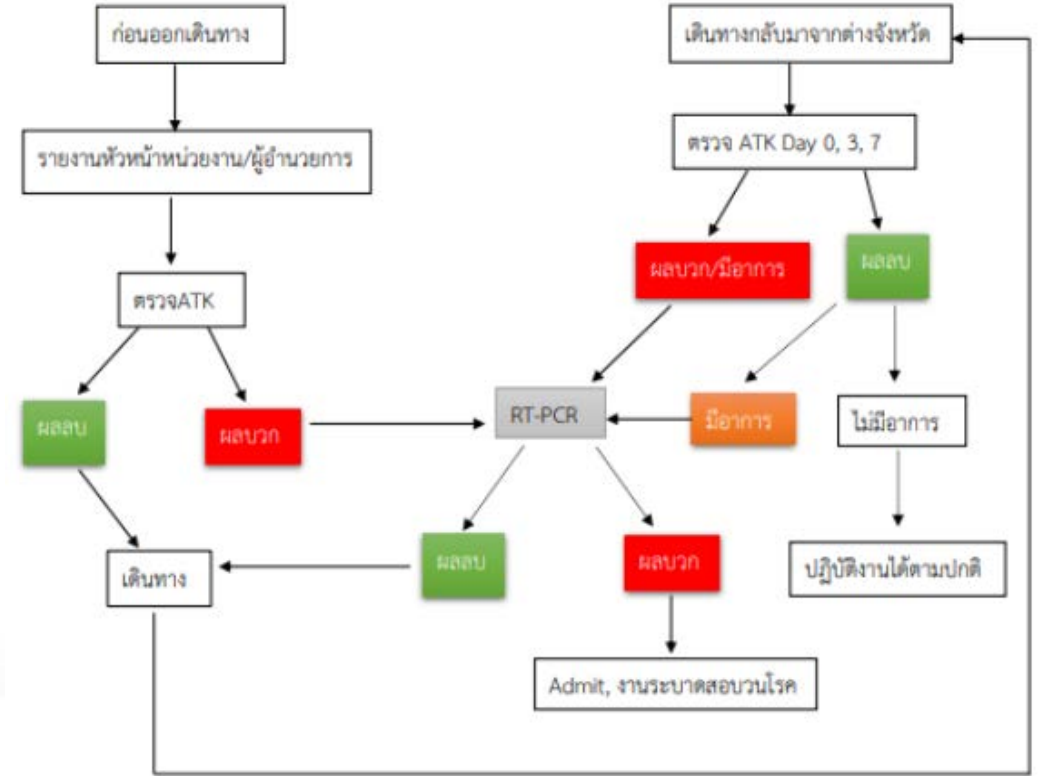 ก่อนออกเดินทาง
รายงานหัวหน้าหน่วยงาน/ผู้อำนวยการ
ตรวจATK
ผลลบ
ผลบวก
เดินทาง
เดินทางกลับมาจากต่างจังหวัด
ตรวจ ATK Day 0, 3, 7
ผลบวก/มีอาการ
ผลลบ
RT-PCR
มีอาการ
ไม่มีอาการ
ผลลบ
ผลบวก
ปฏิบัติงานได้ตามปกติ
Admit, งานระบาดสอบวนโรค